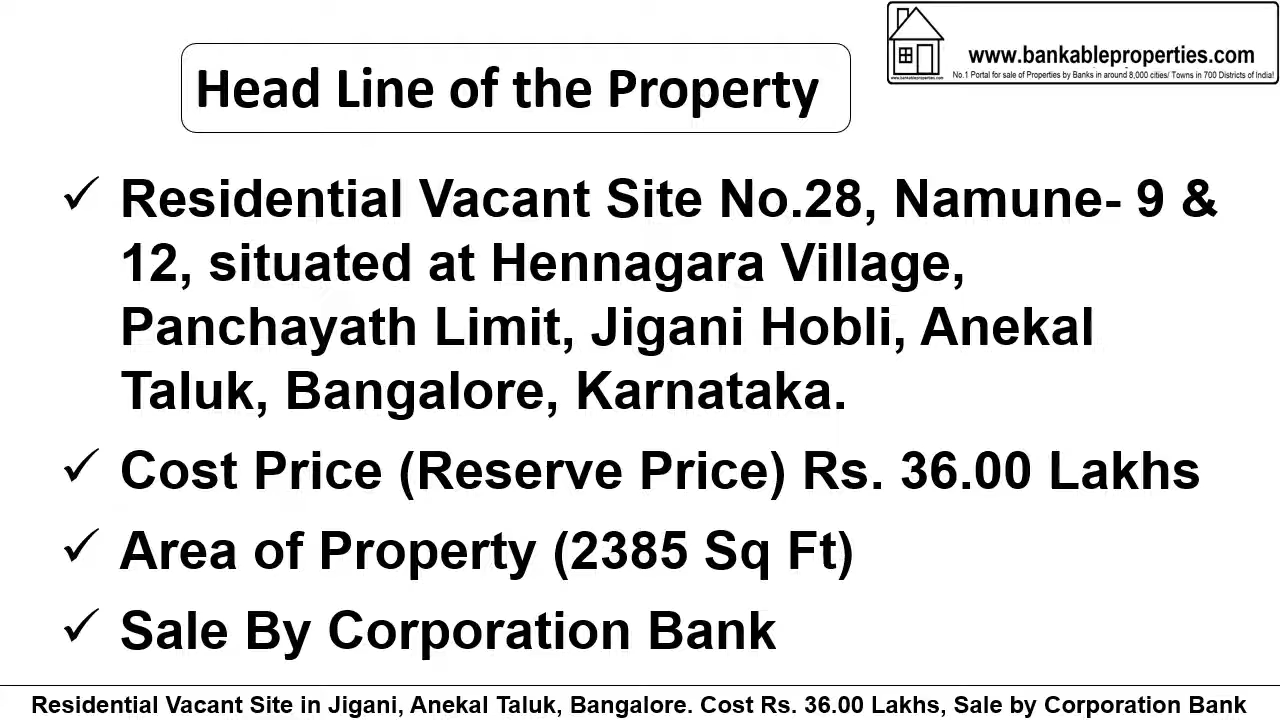 www.bankableproperties.com
No.1 Portal for sale of Properties by Banks in around 8,000 cities/ Towns in 700 Districts of India!
Head Line of the Property
✓ Residential Vacant Site No.28, Namune- 9 &
12, situated at Hennagara Village,
Panchayath Limit, Jigani Hobli, Anekal
Taluk, Bangalore, Karnataka.
✓ Cost Price (Reserve Price) Rs. 36.00 Lakhs
✓ Area of Property (2385 Sq Ft)
✓ Sale By Corporation Bank
Residential Vacant Site in Jigani, Anekal Taluk, Bangalore. Cost Rs. 36.00 Lakhs, Sale by Corporation Bank